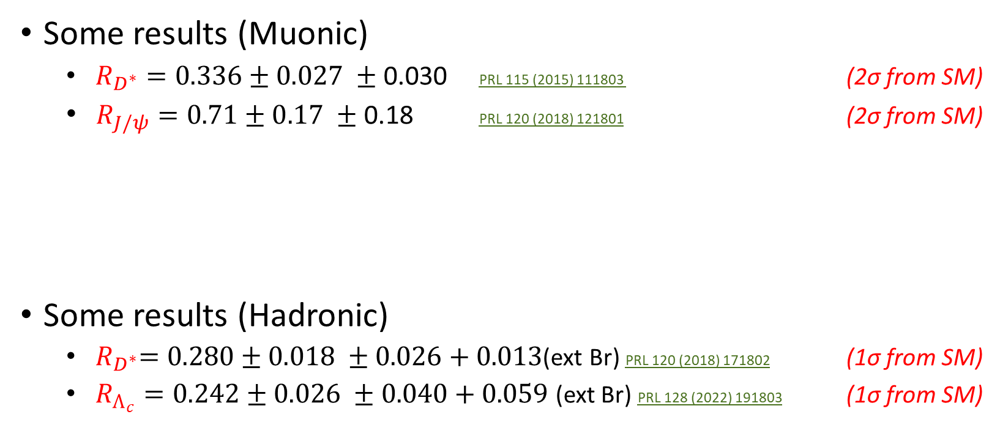 • Some results (Muonic)
• R_{D*} = 0.336 ± 0.027 ± 0.030 PRL 115 (2015) 111803 (2σ from SM)
• R_{J/ψ} = 0.71 ± 0.17 ± 0.18 PRL 120 (2018) 121801 (2σ from SM)
• Some results (Hadronic)
• R_{D*}= 0.280 ± 0.018 ± 0.026 + 0.013(ext Br) PRL 120 (2018) 171802 (1σ from SM)
• R_{Λ_c} = 0.242 ± 0.026 ± 0.040 + 0.059 (ext Br) PRL 128 (2022) 191803 (1σ from SM)